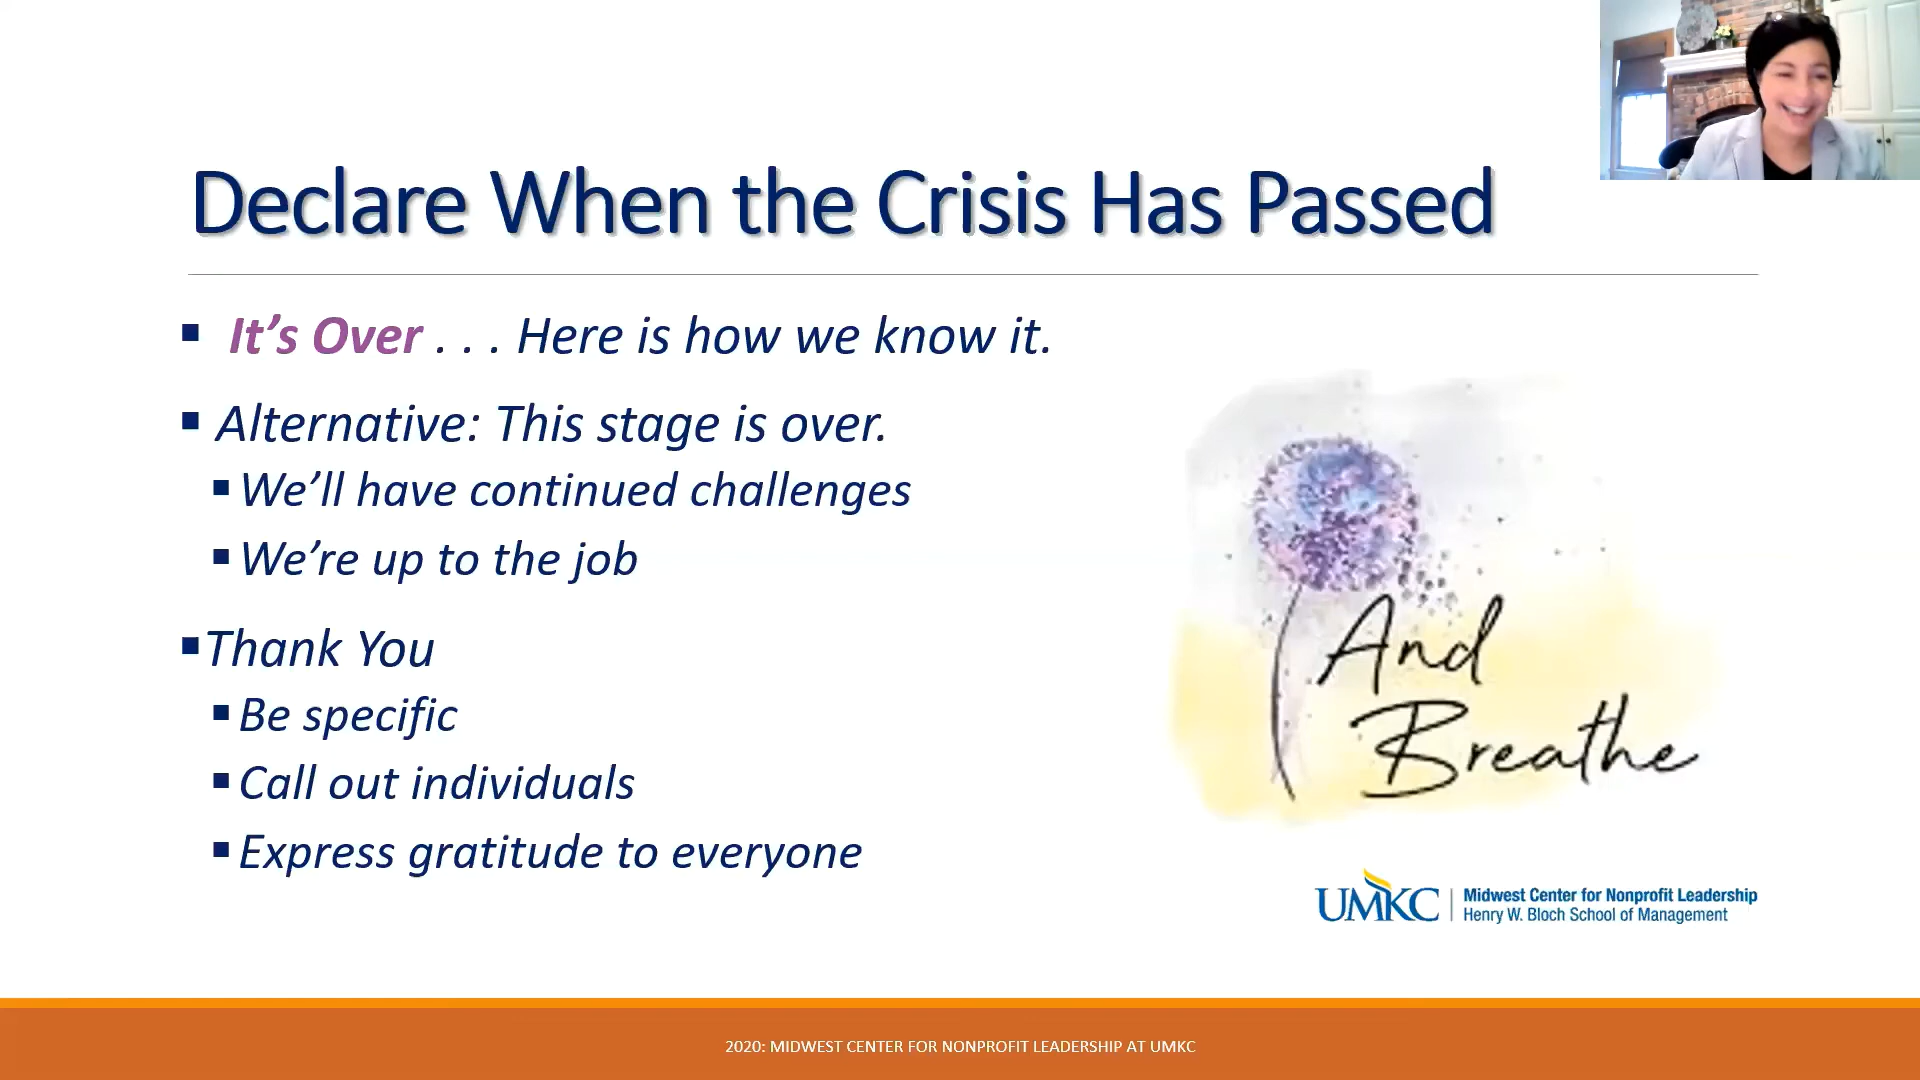 Declare When the Crisis Has Passed
It’s Over . . . Here is how we know it.
Alternative: This stage is over.
We’ll have continued challenges
We’re up to the job
Thank You
Be specific
Call out individuals
Express gratitude to everyone
And
Breathe
UMKC
Midwest Center for Nonprofit Leadership
Henry W. Bloch School of Management
2020: MIDWEST CENTER FOR NONPROFIT LEADERSHIP AT UMKC